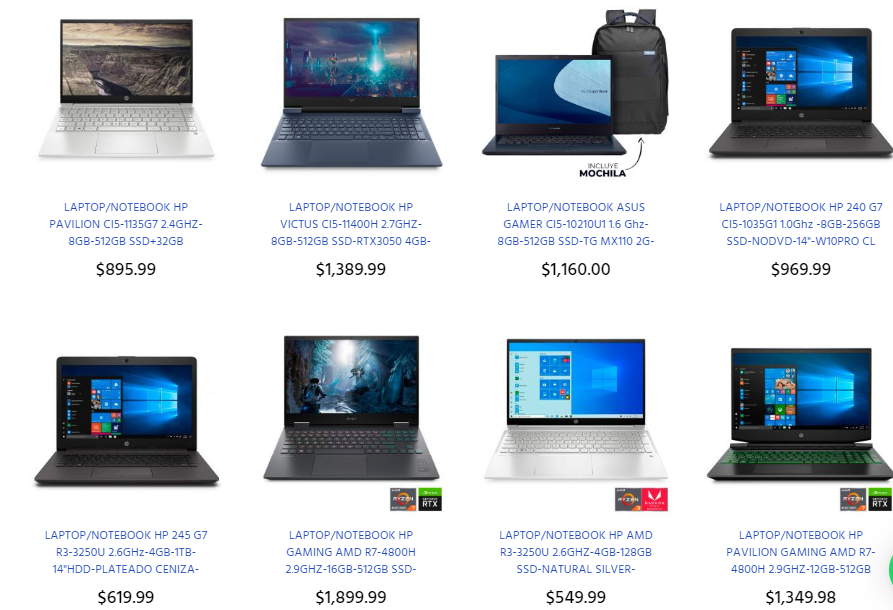 INCLUYE
MOCHILA
LAPTOP/NOTEBOOK HP
PAVILION CI5-1135G7 2.4GHZ-
8GB-512GB SSD+32GB
$895.99
LAPTOP/NOTEBOOK HP
VICTUS CI5-11400H 2.7GHZ-
8GB-512GB SSD-RTX3050 4GB-
$1,389.99
LAPTOP/NOTEBOOK ASUS
GAMER CI5-10210U1 1.6 Ghz-
8GB-512GB SSD-TG MX110 2G-
$1,160.00
LAPTOP/NOTEBOOK HP 240 G7
CI5-1035G1 1.0Ghz -8GB-256GB
SSD-NODVD-14"-W10PRO CL
$969.99
RYZEN
RTX
RYZEN
RYZEN
RTX
LAPTOP/NOTEBOOK HP 245 G7
R3-3250U 2.6GHz-4GB-1TB-
14"HDD-PLATEADO CENIZA-
$619.99
LAPTOP/NOTEBOOK HP
GAMING AMD R7-4800H
2.9GHZ-16GB-512GB SSD-
$1,899.99
LAPTOP/NOTEBOOK HP AMD
R3-3250U 2.6GHZ-4GB-128GB
SSD-NATURAL SILVER-
$549.99
LAPTOP/NOTEBOOK HP
PAVILION GAMING AMD R7-
4800H 2.9GHZ-12GB-512GB
$1,349.98